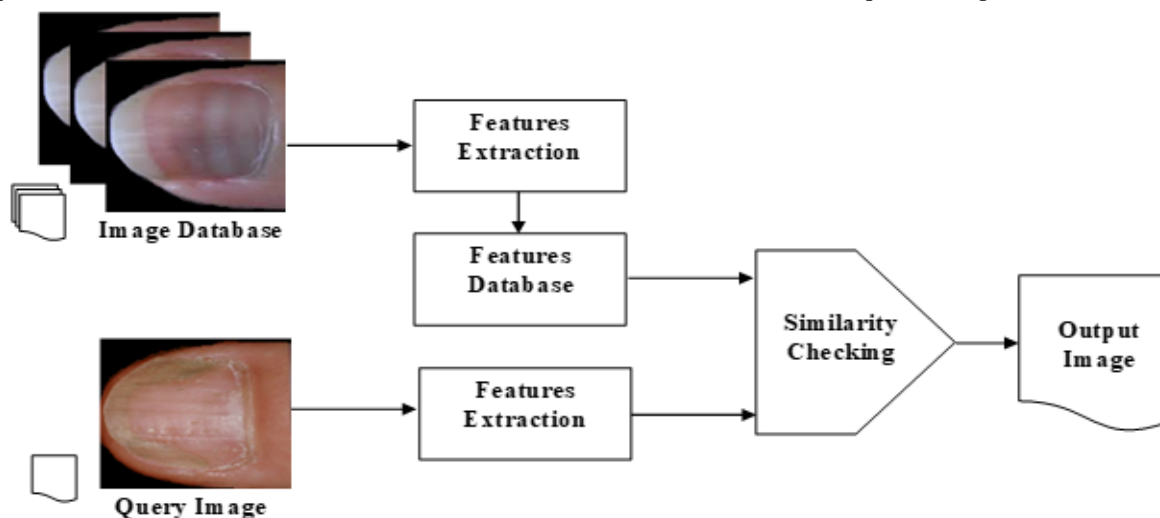 Features
Extraction
Image Database
Features
Database
Similarity
Checking
Output
Image
Features
Extraction
Query Image